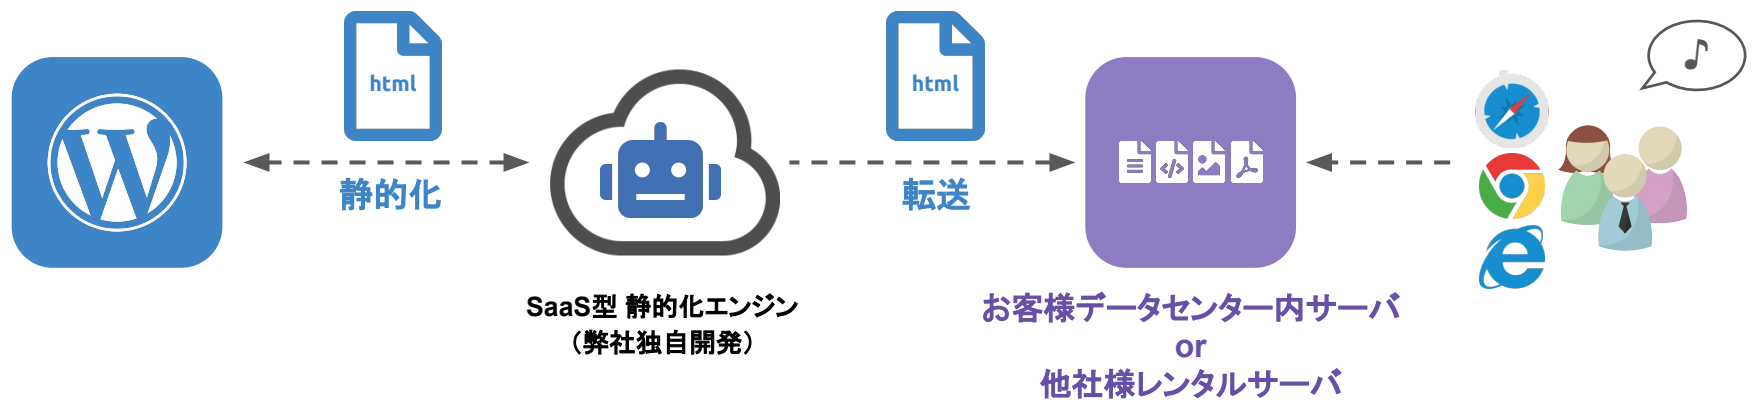 html
静的化
SaaS型 静的化エンジン
（弊社独自開発）
html
転送
お客様データセンター内サーバ
or
他社様レンタルサーバ